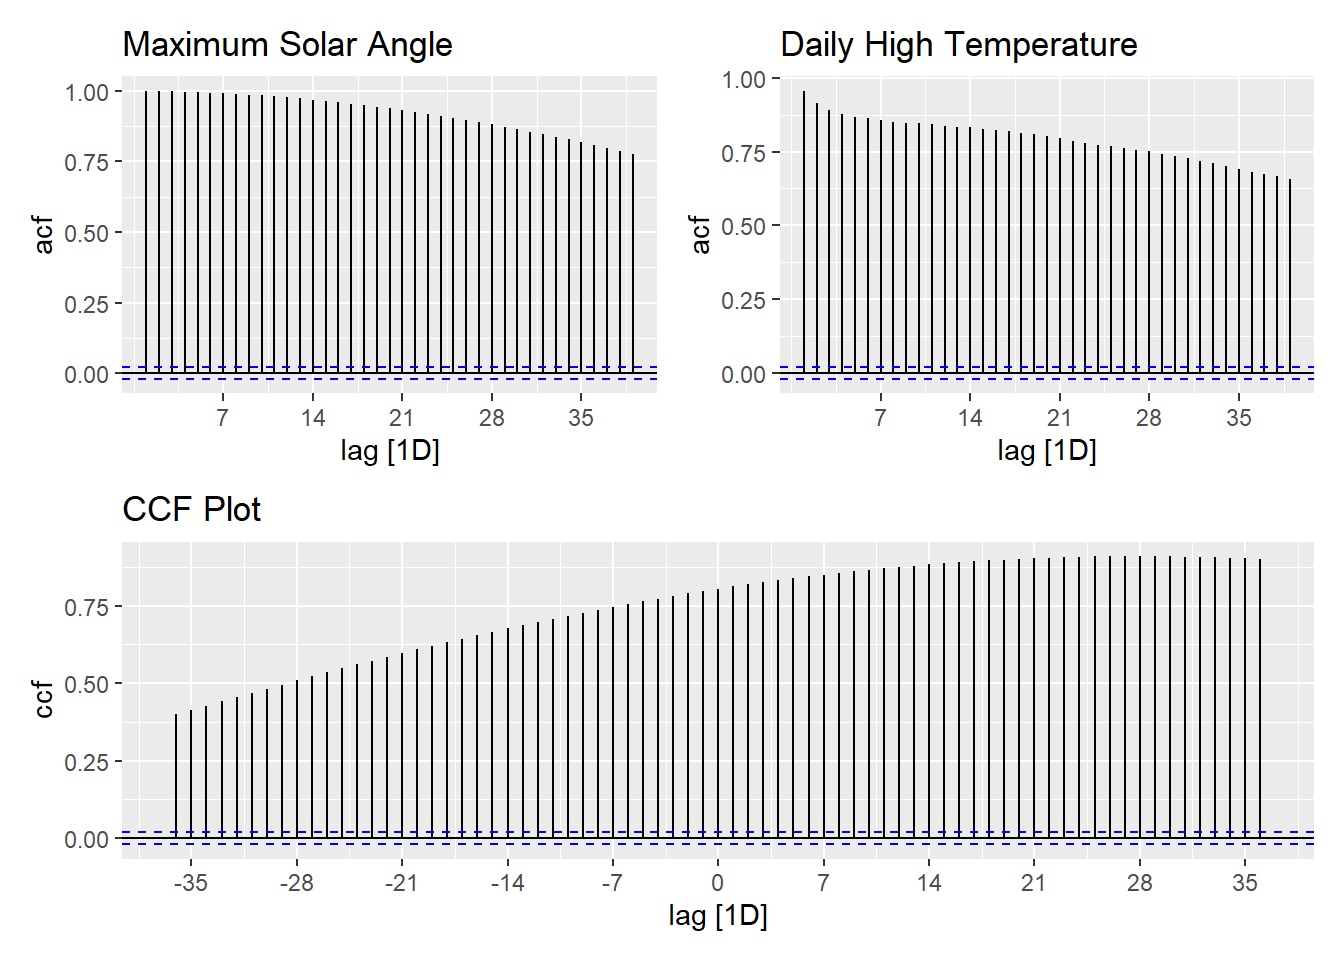 Maximum Solar Angle
1.00
0.75
0.50
0.25
0.00
acf
7 14 21 28 35
lag [1D]
Daily High Temperature
1.00
0.75
0.50
0.25
0.00
acf
7 14 21 28 35
lag [1D]
CCF Plot
0.75
0.50
0.25
0.00
ccf
-35 -28 -21 -14 -7 0 7 14 21 28 35
lag [1D]